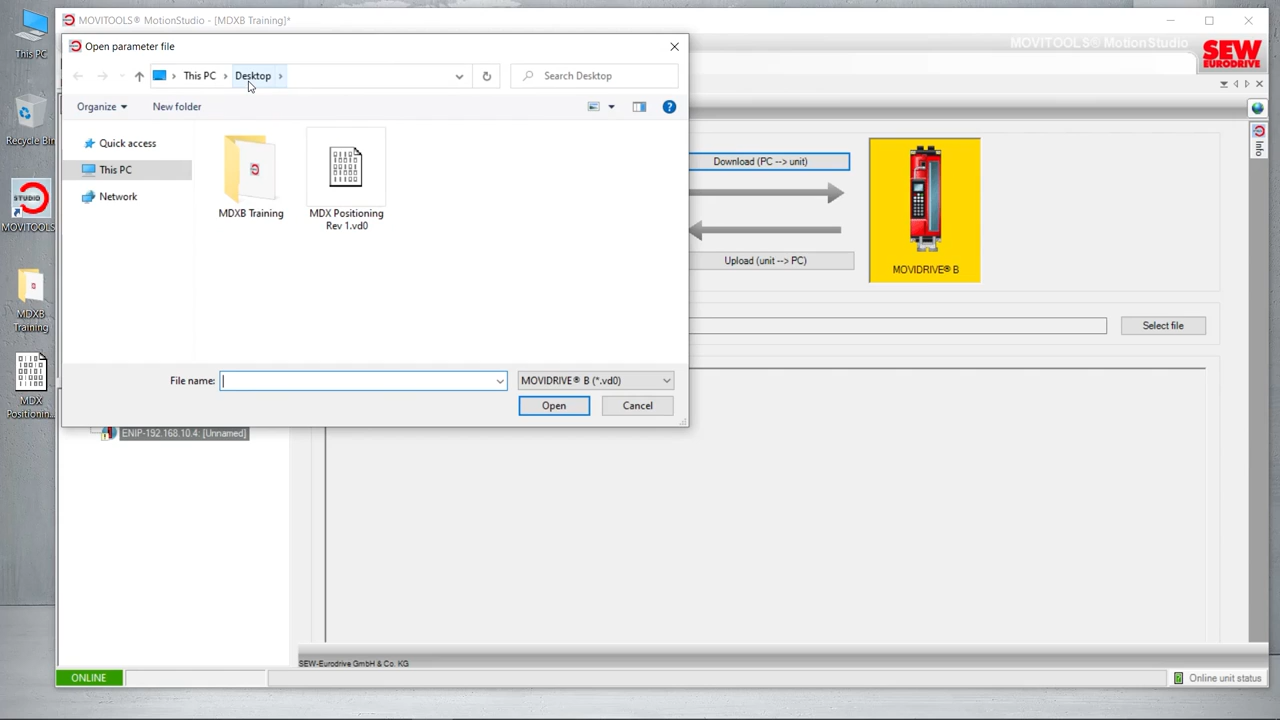 This PC
Recycle Bin
STUDIO
MOVITOOLS
MDXB
Training
MDX
Positionin...
MOVITOOLS® MotionStudio - [MDXB Training]*
MOVITOOLS® MotionStudio
SEW
EURODRIVE
Open parameter file
This PC
Desktop
Search Desktop
Organize
New folder
Quick access
This PC
Network
MDXB Training
MDX Positioning
Rev 1.vd0
File name:
MOVIDRIVE® B (*.vd0)
Open
Cancel
Download (PC --> unit)
Upload (unit --> PC)
MOVIDRIVE® B
Select file
Info
ENIP-192.168.10.4: [Unnamed]
SEW-Eurodrive GmbH & Co. KG
ONLINE
Online unit status